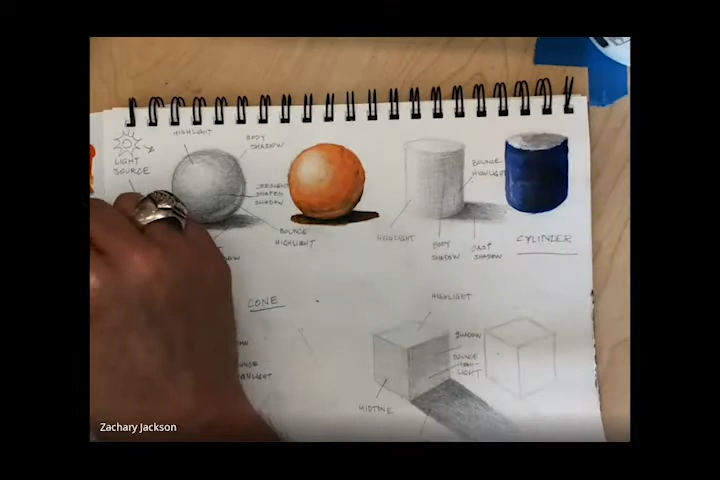 HIGHLIGHT
BODY
SHADOW
LIGHT
SOURCE
BOUNCE
HIGHLIGHT
SHAPED
SHADOW
BOUNCE
HIGHLIGHT
HIGHLIGHT
BODY
SHADOW
CAST
SHADOW
CYLINDER
CONE
HIGHLIGHT
SHADOW
BOUNCE
HIGH-
LIGHT
MIDTONE
Zachary Jackson